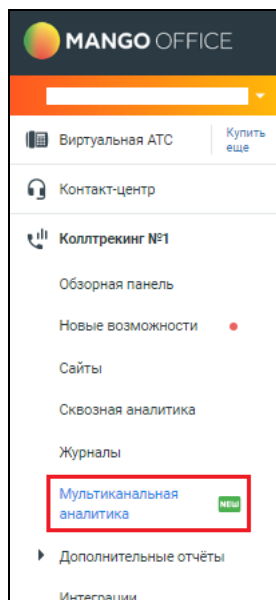 MANGO OFFICE
Виртуальная АТС
Купить
еще
Контакт-центр
Коллтрекинг №1
Обзорная панель
Новые возможности
Сайты
Сквозная аналитика
Журналы
Мультиканальная
аналитика
NEW
Дополнительные отчёты
Интеграции